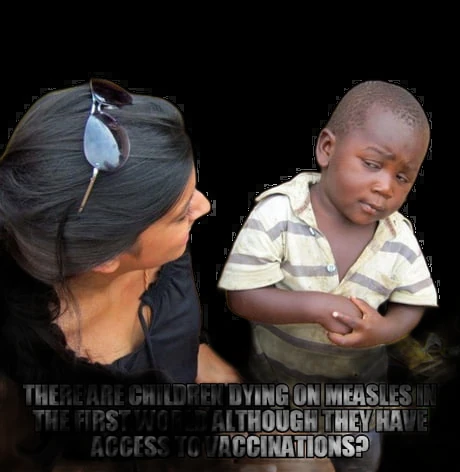 THERE ARE CHILDREN DYING ON MEASLES IN
THE FIRST WORLD ALTHOUGH THEY HAVE
ACCESS TO VACCINATIONS?